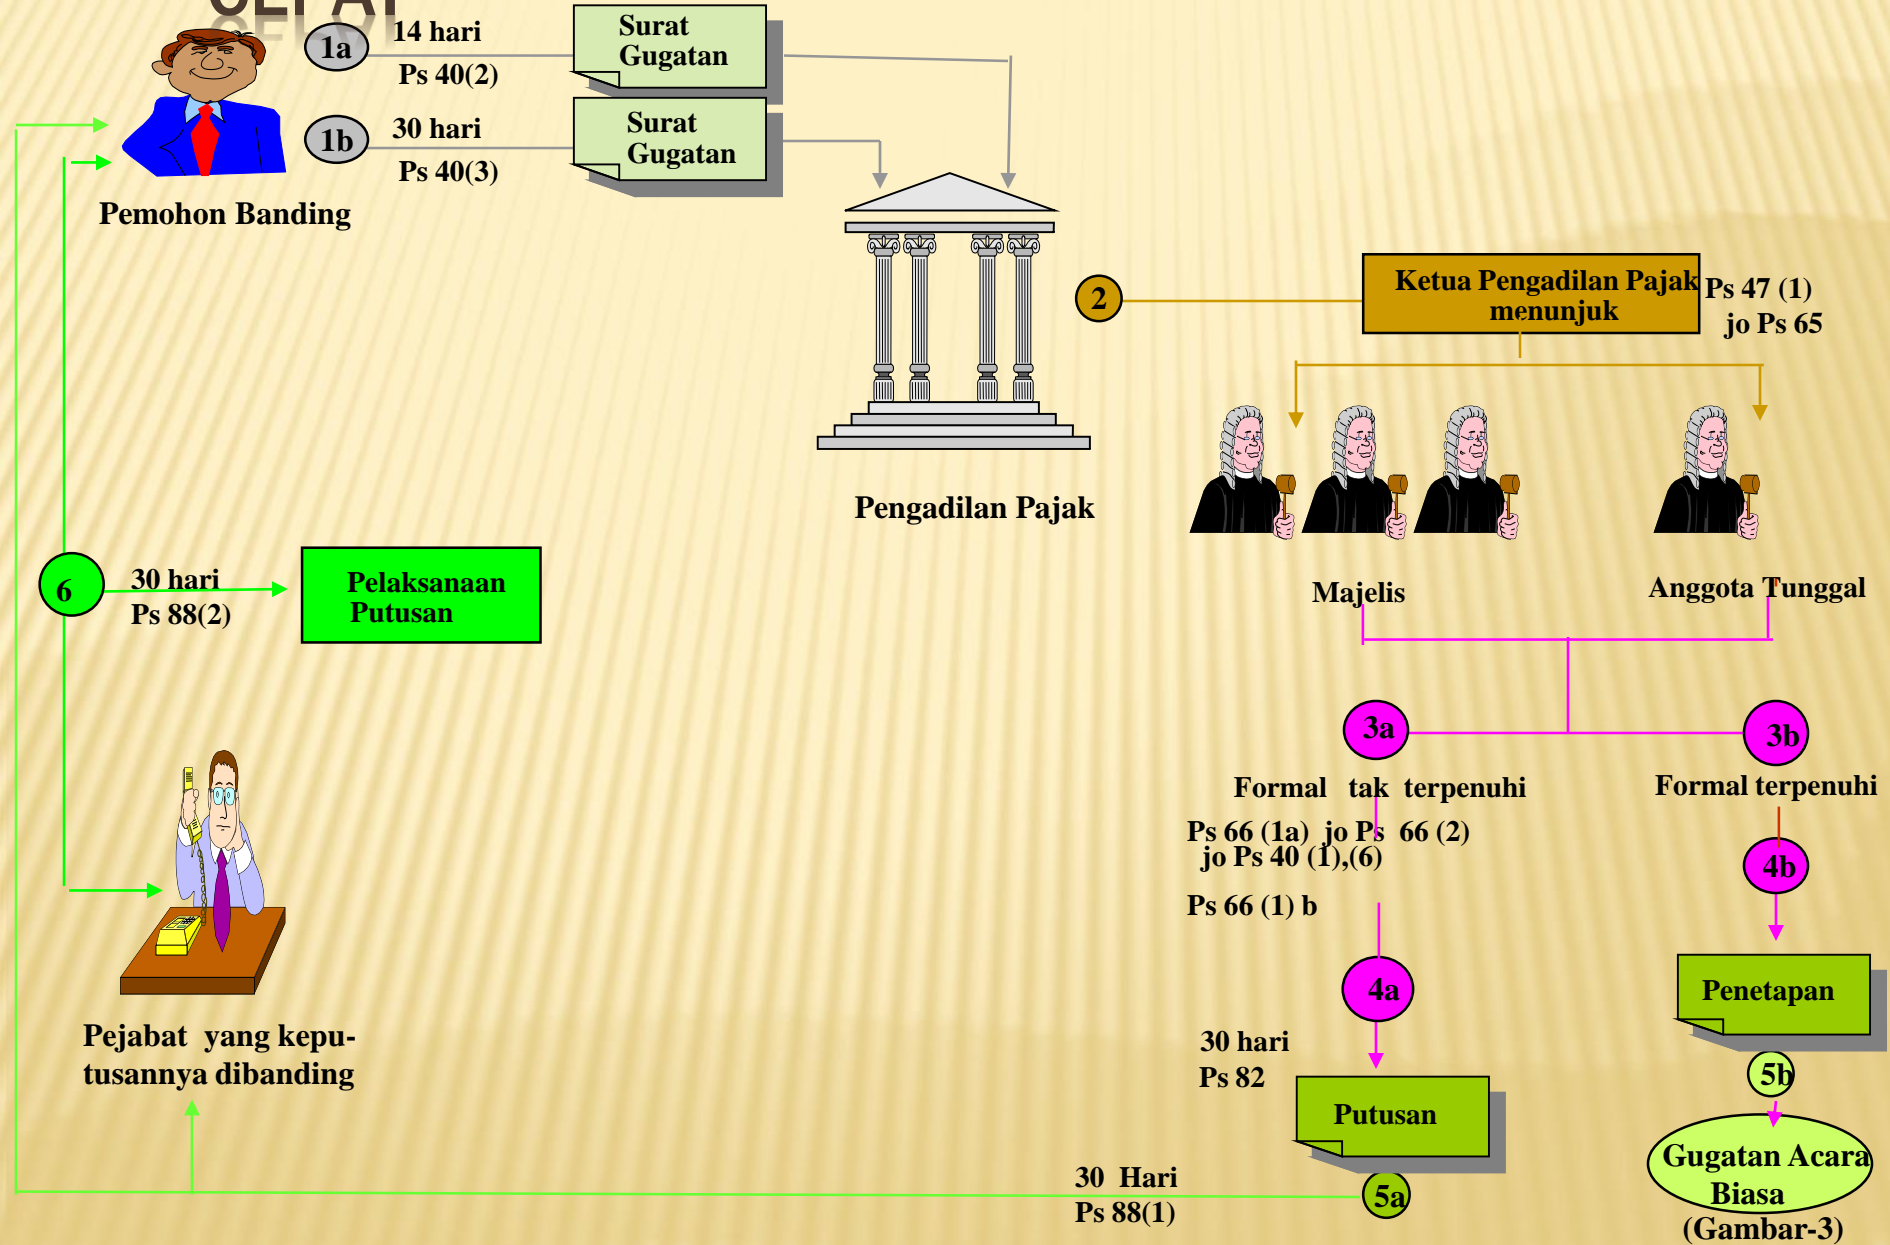 CEPAT
1a
14 hari
Ps 40(2)
Surat
Gugatan
1b
30 hari
Ps 40(3)
Surat
Gugatan
Pemohon Banding
Pengadilan Pajak
2
Ketua Pengadilan Pajak
menunjuk
Ps 47 (1)
jo Ps 65
Majelis
Anggota Tunggal
6
30 hari
Ps 88(2)
Pelaksanaan
Putusan
3a
3b
Formal tak terpenuhi
Formal terpenuhi
Ps 66 (1a) jo Ps 66 (2)
jo Ps 40 (1),(6)
Ps 66 (1) b
4b
4a
Penetapan
Pejabat yang kepu-
tusannya dibanding
30 hari
Ps 82
Putusan
5b
Gugatan Acara
Biasa
(Gambar-3)
30 Hari
Ps 88(1)
5a